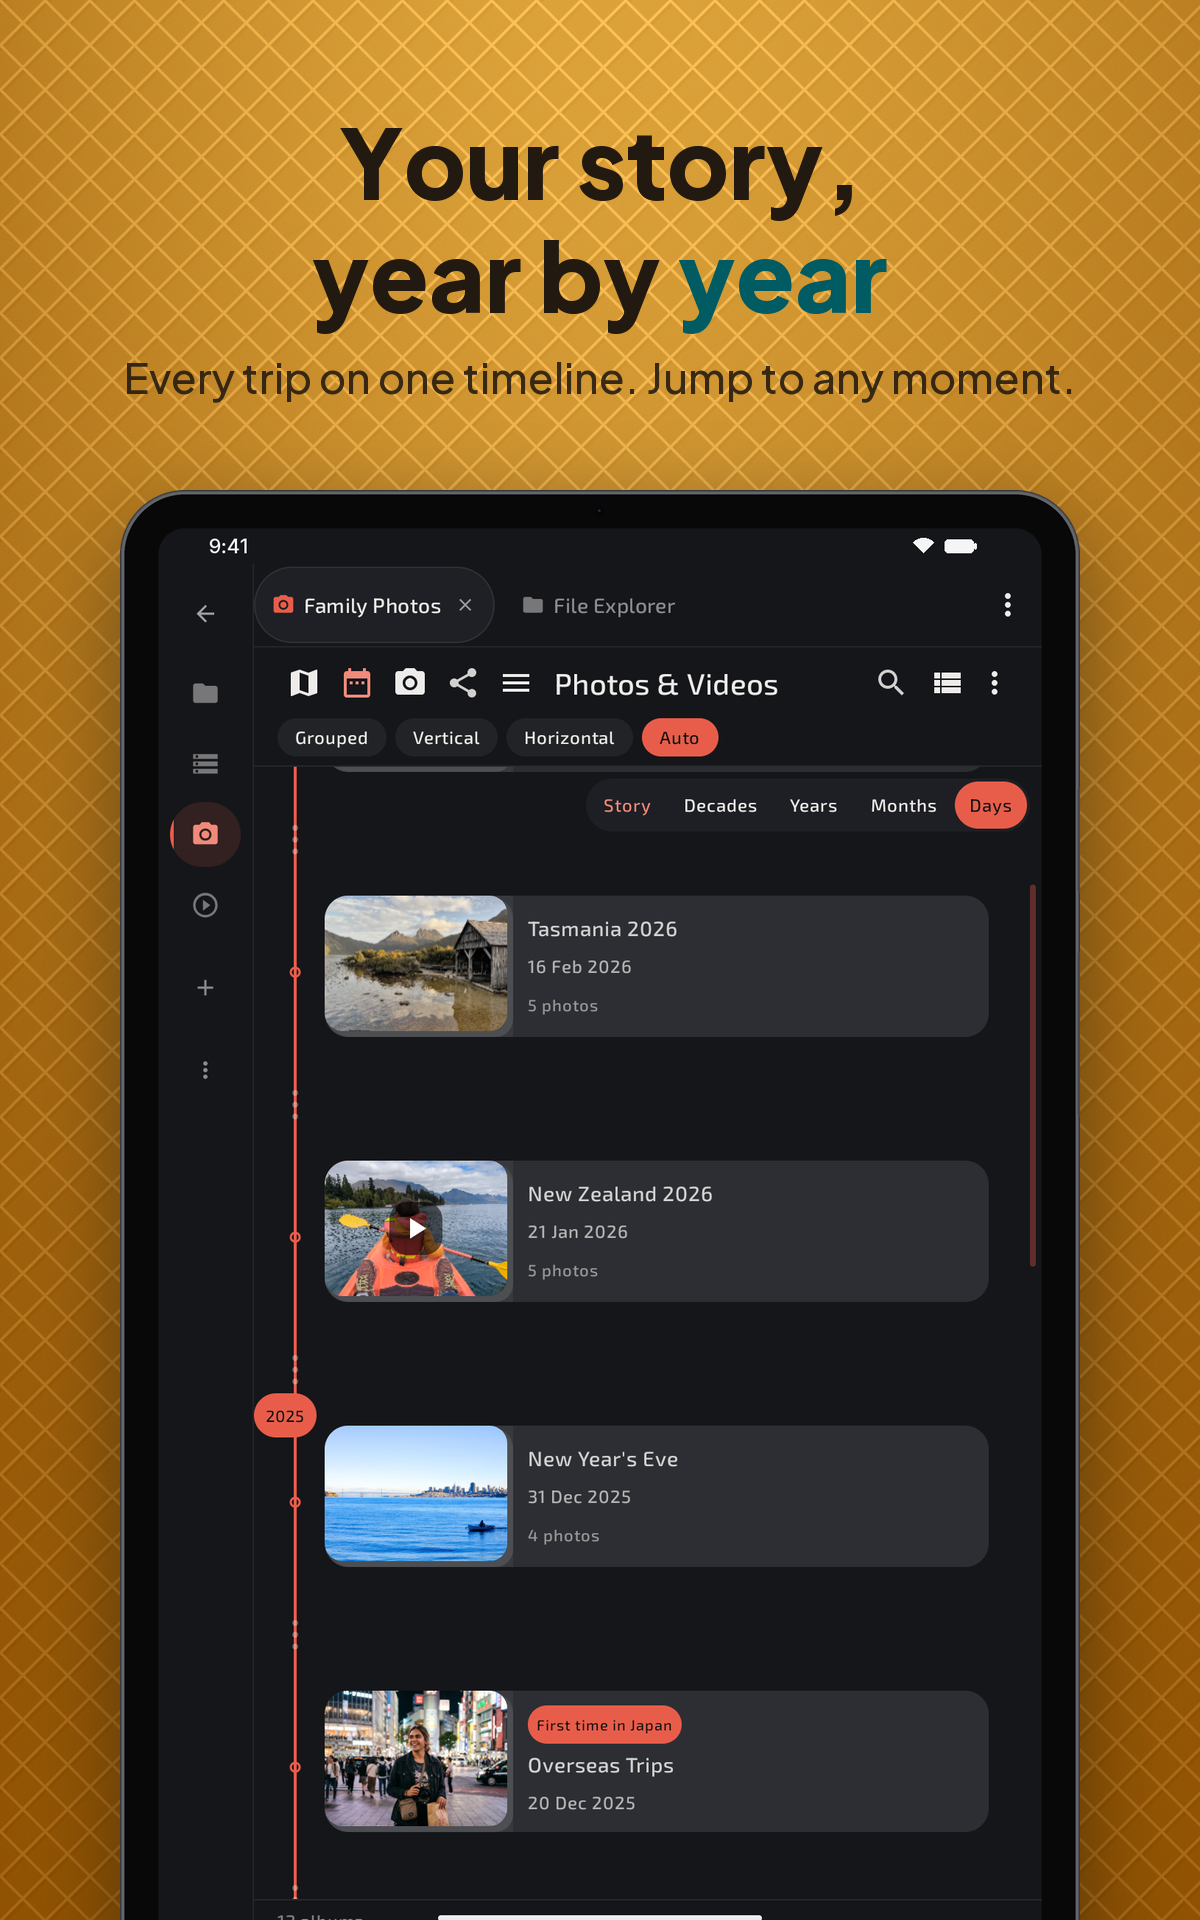 Your story,
year by year
Every trip on one timeline. Jump to any moment.
9:41
Family Photos
File Explorer
Photos & Videos
Grouped
Vertical
Horizontal
Auto
Story
Decades
Years
Months
Days
Tasmania 2026
16 Feb 2026
5 photos
New Zealand 2026
21 Jan 2026
5 photos
2025
New Year's Eve
31 Dec 2025
4 photos
First time in Japan
Overseas Trips
20 Dec 2025